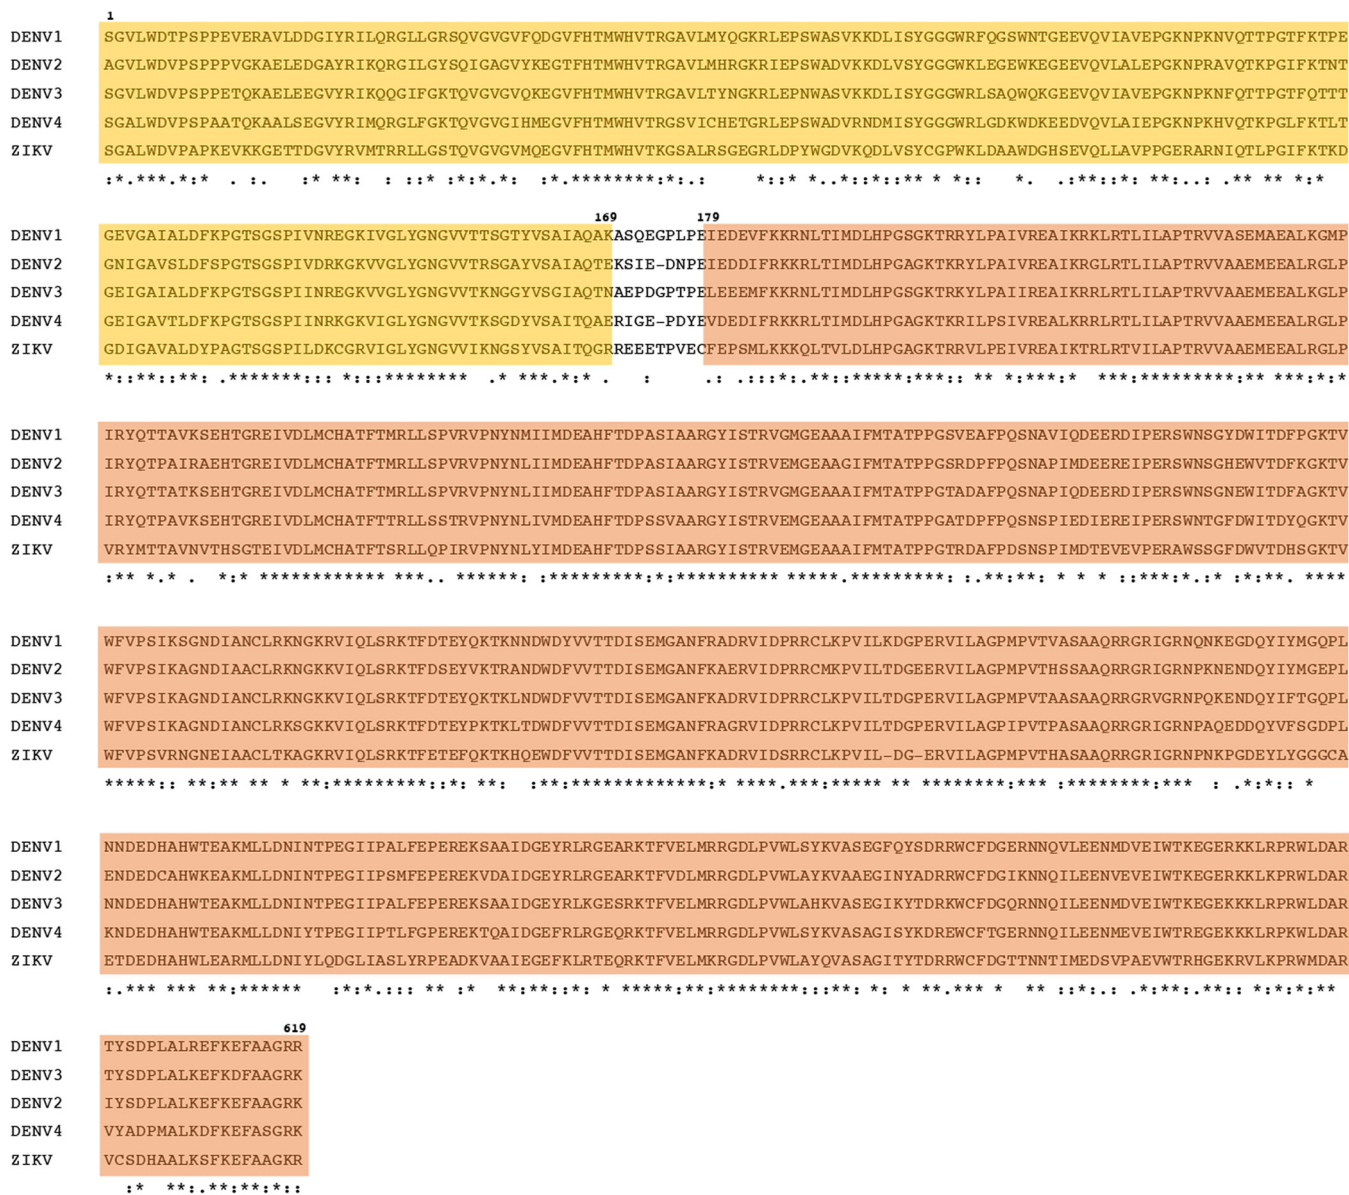 1
DENV1 SGVLWDTPSPPEVERAVLDDGIYRILQRGLLGRSQVGVGVFQDGVFHTMWHVTRGAVLMYQGKRLEPSWASVKKDLISYGGGWRFQGSWNTGEEVQVIAVEPGKNPKNVQTTPGTFKTPE
DENV2 AGVLWDVPSPPPVGKAELEDGAYRIKQRGILGYSQIGAGVYKEGTFHTMWHVTRGAVLMHRGKRIEPSWADVKKDLVSYGGGWKLEGEWKEGEEVQVLALEPGKNPRAVQTKPGIFKTNT
DENV3 SGVLWDVPSPPETQKAELEEGVYRIKQQGIFGKTQVGVGVQKEGVFHTMWHVTRGAVLTYNGKRLEPNWASVKKDLISYGGGWRLSAQWQKGEEVQVIAVEPGKNPKNFQTTPGTFQTTT
DENV4 SGALWDVPSPAATQKAALSEGVYRIMQRGLFGKTQVGVGIHMEGVFHTMWHVTRGSVICHETGRLEPSWADVRNDMISYGGGWRLGDKWDKEEDVQVLAIEPGKNPKHVQTKPGLFKTLT
ZIKV SGALWDVPAPKEVKKGETTDGVYRVMTRRLLGSTQVGVGVMQEGVFHTMWHVTKGSALRSGEGRLDPYWGDVKQDLVSYCGPWKLDAAWDGHSEVQLLAVPPGERARNIQTLPGIFKTKD
:*.***.*:*  . :.   :* **:  : ::* :*:*.*:  :*.********:*:.:     *::* *..*::*:** * *::   *.  .:**::*: **:..: .** ** *:*
169 179
DENV1 GEVGAIALDFKPGTSGSPIVNREGKIVGLYGNGVVTTSGTYVSAIAQAKASQEGPLPEIEDEVFKKRNLTIMDLHPGSGKTRRYLPAIVREAIKRKLRTLILAPTRVVASEMAEALKGMP
DENV2 GNIGAVSLDFSPGTSGSPIVDRKGKVVGLYGNGVVTRSGAYVSAIAQTEKSIE-DNPEIEDDIFRKKRLTIMDLHPGAGKTKRYLPAIVREAIKRGLRTLILAPTRVVAAEMEEALRGLP
DENV3 GEIGAIALDFKPGTSGSPIINREGKVVGLYGNGVVTKNGGYVSGIAQTNAEPDGPTPELEEEMFKKRNLTIMDLHPGSGKTRKYLPAIIREAIKRRLRTLILAPTRVVAAEMEEALKGLP
DENV4 GEIGAVTLDFKPGTSGSPIINRKGKVIGLYGNGVVTKSGDYVSAITQAERIGE-PDYEVDEDIFRKKRLTIMDLHPGAGKTKRILPSIVREALKRRLRTLILAPTRVVAAEMEEALRGLP
ZIKV GDIGAVALDYPAGTSGSPILDKCGRVIGLYGNGVVIKNGSYVSAITQGRREEETPVECFEPSMLKKKQLTVLDLHPGAGKTRRVLPEIVREAIKTRLRTVILAPTRVVAAEMEEALRGLP
*::**::**: .*******::: *:::********  .* ***.*:* .   :     .: .:::*:.**::*****:***:: ** *:***:*  ***:*********:** ***:*:*
DENV1 IRYQTTAVKSEHTGREIVDLMCHATFTMRLLSPVRVPNYNMIIMDEAHFTDPASIAARGYISTRVGMGEAAAIFMTATPPGSVEAFPQSNAVIQDEERDIPERSWNSGYDWITDFPGKTV
DENV2 IRYQTPAIRAEHTGREIVDLMCHATFTMRLLSPVRVPNYNLIIMDEAHFTDPASIAARGYISTRVEMGEAAGIFMTATPPGSRDPFPQSNAPIMDEEREIPERSWNSGHEWVTDFKGKTV
DENV3 IRYQTTATKSEHTGREIVDLMCHATFTMRLLSPVRVPNYNLIIMDEAHFTDPASIAARGYISTRVGMGEAAAIFMTATPPGTADAFPQSNAPIQDEERDIPERSWNSGNEWITDFAGKTV
DENV4 IRYQTPAVKSEHTGREIVDLMCHATFTTRLLSSTRVPNYNLIVMDEAHFTDPSSVAARGYISTRVEMGEAAAIFMTATPPGATDPFPQSNSPIEDIEREIPERSWNTGFDWITDYQGKTV
ZIKV VRYMTTAVNVTHSGTEIVDLMCHATFTSRLLQPIRVPNYNLYIMDEAHFTDPSSIAARGYISTRVEMGEAAAIFMTATPPGTRDAFPDSNSPIMDTEVEVPERAWSSGFDWVTDHSGKTV
:** *.* .  *:* ************ ***.. ******: :*********:*:********** *****.*********: :.**:**: * * * ::***:*.:* :*:**. ****
DENV1 WFVPSIKSGNDIANCLRKNGKRVIQLSRKTFDTEYQKTKNNDWDYVVTTDISEMGANFRADRVIDPRRCLKPVILKDGPERVILAGPMPVTVASAAQRRGRIGRNQNKEGDQYIYMGQPL
DENV2 WFVPSIKAGNDIAACLRKNGKKVIQLSRKTFDSEYVKTRANDWDFVVTTDISEMGANFKAERVIDPRRCMKPVILTDGEERVILAGPMPVTHSSAAQRRGRIGRNPKNENDQYIYMGEPL
DENV3 WFVPSIKAGNDIANCLRKNGKKVIQLSRKTFDTEYQKTKLNDWDFVVTTDISEMGANFKADRVIDPRRCLKPVILTDGPERVILAGPMPVTAASAAQRRGRVGRNPQKENDQYIFTGQPL
DENV4 WFVPSIKAGNDIANCLRKSGKKVIQLSRKTFDTEYPKTKLTDWDFVVTTDISEMGANFRAGRVIDPRRCLKPVILTDGPERVILAGPIPVTPASAAQRRGRIGRNPAQEDDQYVFSGDPL
ZIKV WFVPSVRNGNEIAACLTKAGKRVIQLSRKTFETEFQKTKHQEWDFVVTTDISEMGANFKADRVIDSRRCLKPVIL-DG-ERVILAGPMPVTHASAAQRRGRIGRNPNKPGDEYLYGGGCA
*****:: **:** ** * **:*********::*: **:  :**:*************:* ****.***:***** ** ********:*** :********:***  : .*:*:: *
DENV1 NNDEDHAHWTEAKMLLDNINTPEGIIPALFEPEREKSAAIDGEYRLRGEARKTFVELMRRGDLPVWLSYKVASEGFQYSDRRWCFDGERNNQVLEENMDVEIWTKEGERKKLRPRWLDAR
DENV2 ENDEDCAHWKEAKMLLDNINTPEGIIPSMFEPEREKVDAIDGEYRLRGEARKTFVDLMRRGDLPVWLAYKVAAEGINYADRRWCFDGIKNNQILEENVEVEIWTKEGERKKLKPRWLDAR
DENV3 NNDEDHAHWTEAKMLLDNINTPEGIIPALFEPEREKSAAIDGEYRLKGESRKTFVELMRRGDLPVWLAHKVASEGIKYTDRKWCFDGQRNNQILEENMDVEIWTKEGEKKKLRPRWLDAR
DENV4 KNDEDHAHWTEAKMLLDNIYTPEGIIPTLFGPEREKTQAIDGEFRLRGEQRKTFVELMRRGDLPVWLSYKVASAGISYKDREWCFTGERNNQILEENMEVEIWTREGEKKKLRPKWLDAR
ZIKV ETDEDHAHWLEARMLLDNIYLQDGLIASLYRPEADKVAAIEGEFKLRTEQRKTFVELMKRGDLPVWLAYQVASAGITYTDRRWCFDGTTNNTIMEDSVPAEVWTRHGEKRVLKPRWMDAR
:.*** *** **:******   :*:*.::: ** :*  **:**::*: * *****:**:********:::**: *: * **.*** *  ** ::*:.: .*:**:.**:: *:*:*:**
619
DENV1 TYSDPLALREFKEFAAGRR
DENV3 TYSDPLALKEFKDFAAGRK
DENV2 IYSDPLALKEFKEFAAGRK
DENV4 VYADPMALKDFKEFASGRK
ZIKV VCSDHAALKSFKEFAAGKR
:*  **:.**:**:*::